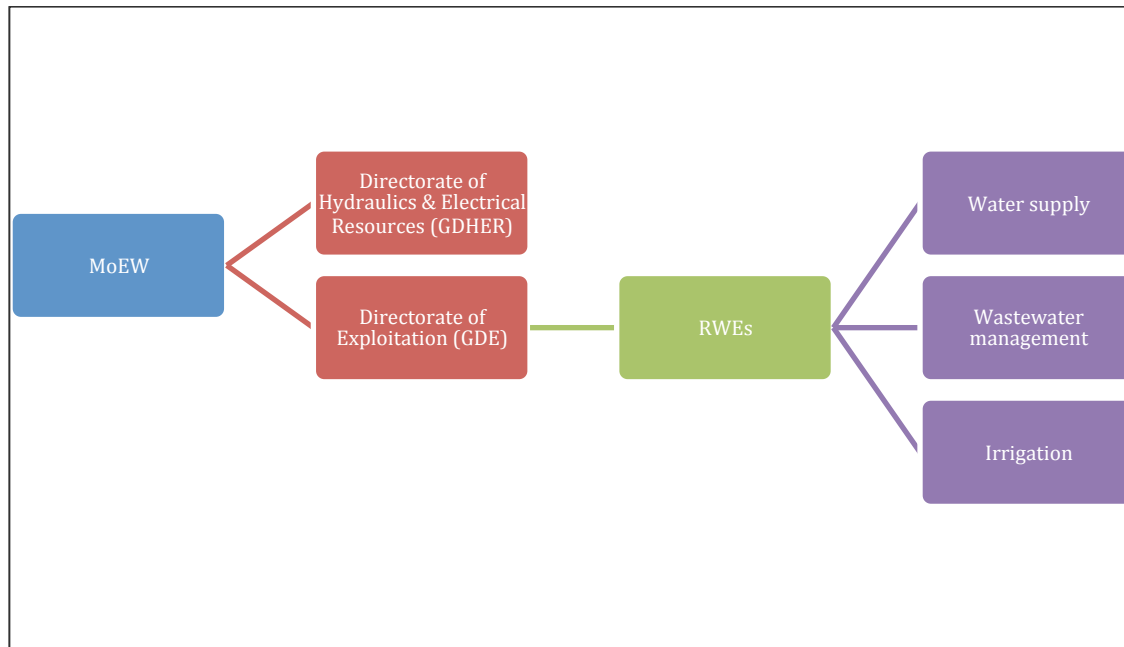 MoEW
Directorate of
Hydraulics & Electrical
Resources (GDHER)
Directorate of
Exploitation (GDE)
RWEs
Water supply
Wastewater
management
Irrigation